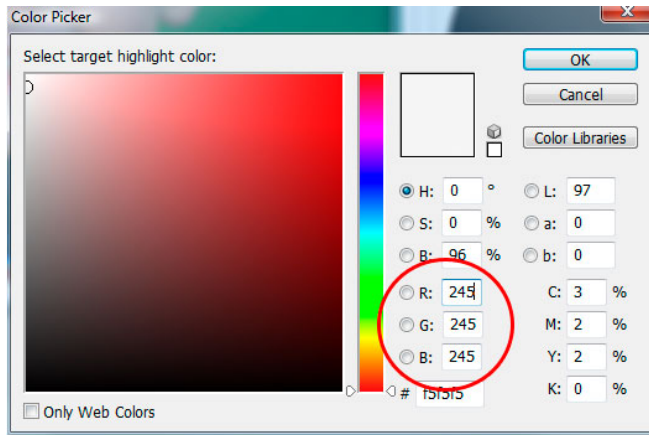 Color Picker
Select target highlight color:
OK
Cancel
Color Libraries
H: 0 ° L: 97
S: 0 % a: 0
B: 96 % b: 0
R: 245 C: 3 %
G: 245 M: 2 %
B: 245 Y: 2 %
# f5f5f5 K: 0 %
Only Web Colors